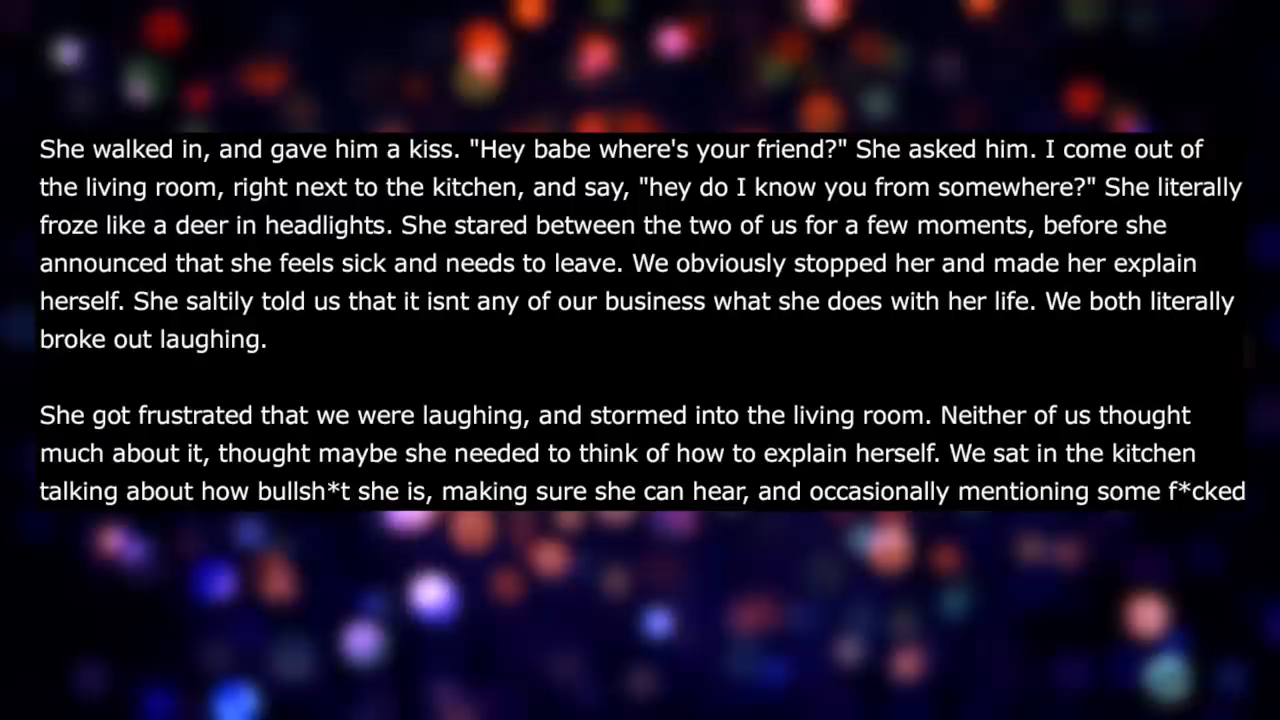 She walked in, and gave him a kiss. "Hey babe where's your friend?" She asked him. I come out of
the living room, right next to the kitchen, and say, "hey do I know you from somewhere?" She literally
froze like a deer in headlights. She stared between the two of us for a few moments, before she
announced that she feels sick and needs to leave. We obviously stopped her and made her explain
herself. She saltily told us that it isnt any of our business what she does with her life. We both literally
broke out laughing.
She got frustrated that we were laughing, and stormed into the living room. Neither of us thought
much about it, thought maybe she needed to think of how to explain herself. We sat in the kitchen
talking about how bullsh*t she is, making sure she can hear, and occasionally mentioning some f*cked